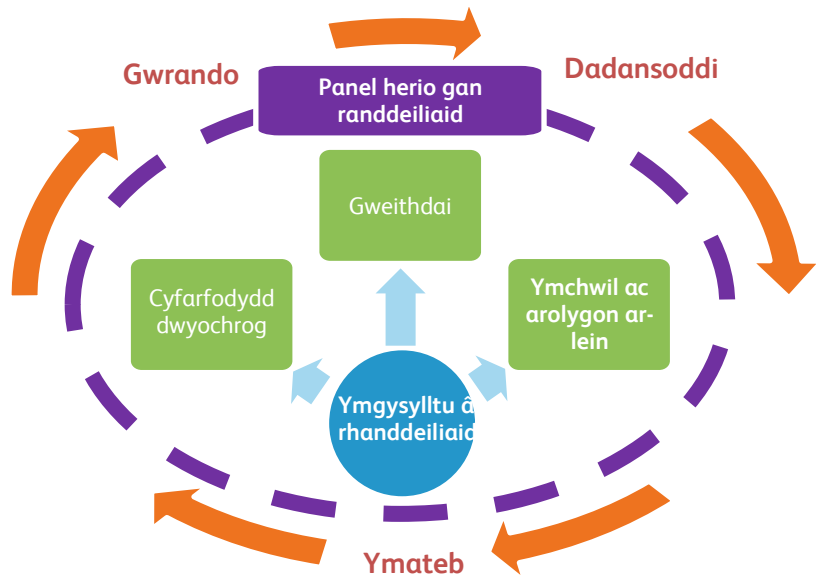 Gwrando
Dadansoddi
Panel herio gan
randdeiliaid
Gweithdai
Cyfarfodydd
dwyochrog
Ymchwil ac
arolygon ar-
lein
Ymgysylltu â
rhanddeiliaid
Ymateb